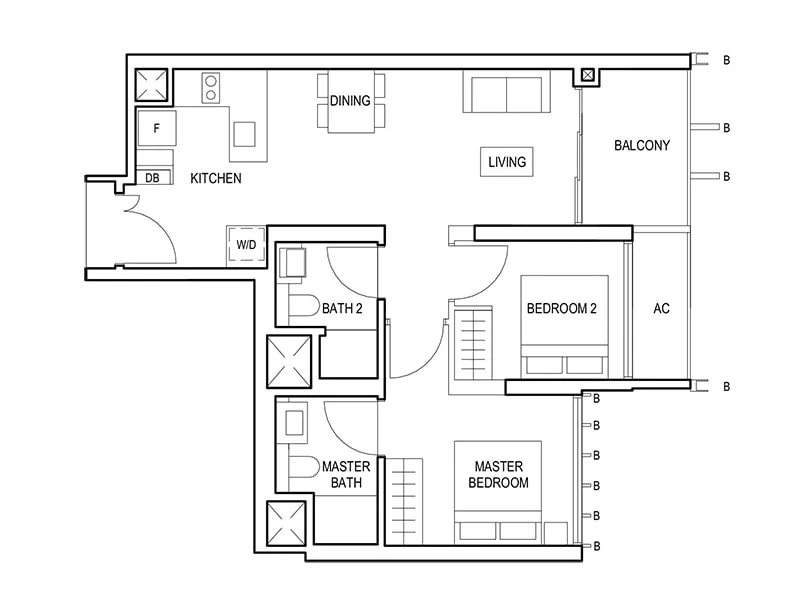 B
DINING
F
B
BALCONY
LIVING
DB
KITCHEN
B
W/D
BATH 2
BEDROOM 2
AC
B
B
B
B
MASTER
BATH
MASTER
BEDROOM
B
B
B